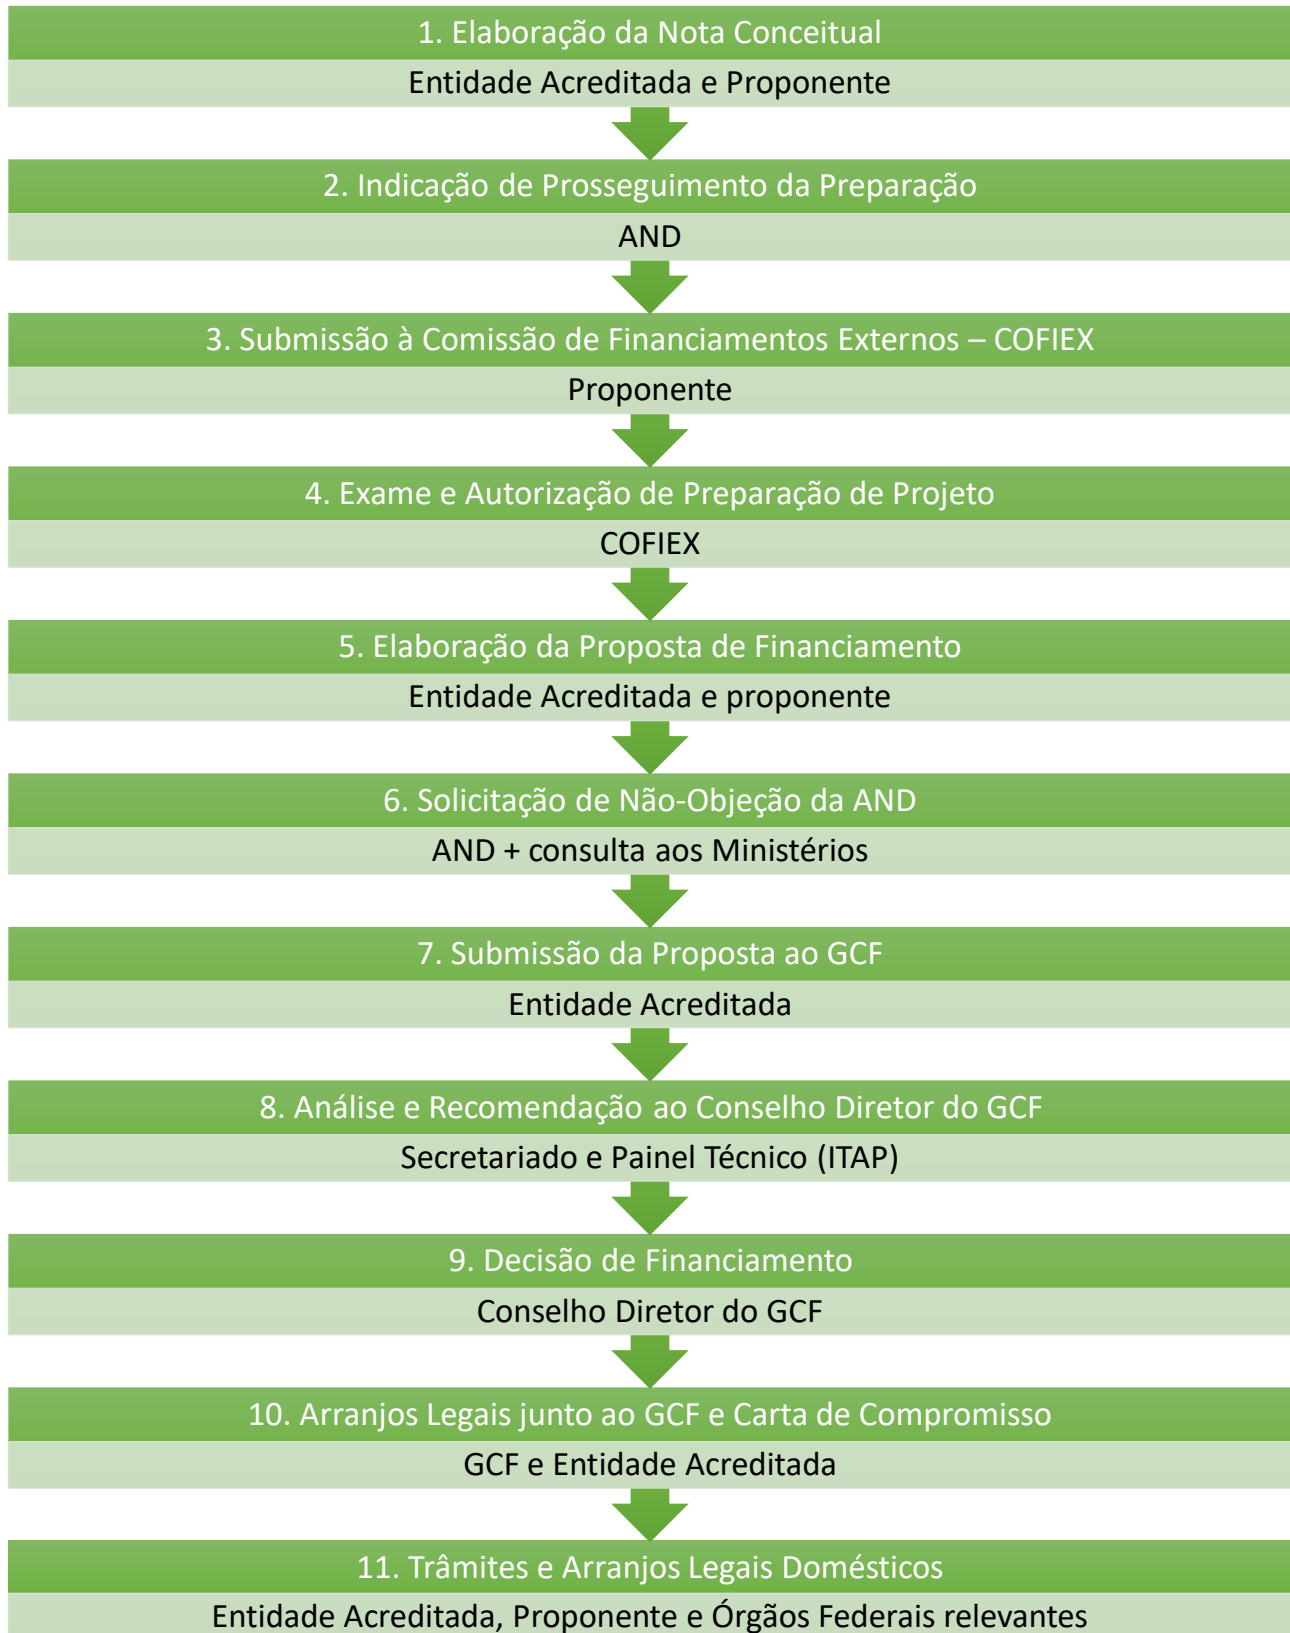 1. Elaboração da Nota Conceitual
Entidade Acreditada e Proponente
2. Indicação de Prosseguimento da Preparação
AND
3. Submissão à Comissão de Financiamentos Externos – COFIEX
Proponente
4. Exame e Autorização de Preparação de Projeto
COFIEX
5. Elaboração da Proposta de Financiamento
Entidade Acreditada e proponente
6. Solicitação de Não-Objeção da AND
AND + consulta aos Ministérios
7. Submissão da Proposta ao GCF
Entidade Acreditada
8. Análise e Recomendação ao Conselho Diretor do GCF
Secretariado e Painel Técnico (ITAP)
9. Decisão de Financiamento
Conselho Diretor do GCF
10. Arranjos Legais junto ao GCF e Carta de Compromisso
GCF e Entidade Acreditada
11. Trâmites e Arranjos Legais Domésticos
Entidade Acreditada, Proponente e Órgãos Federais relevantes